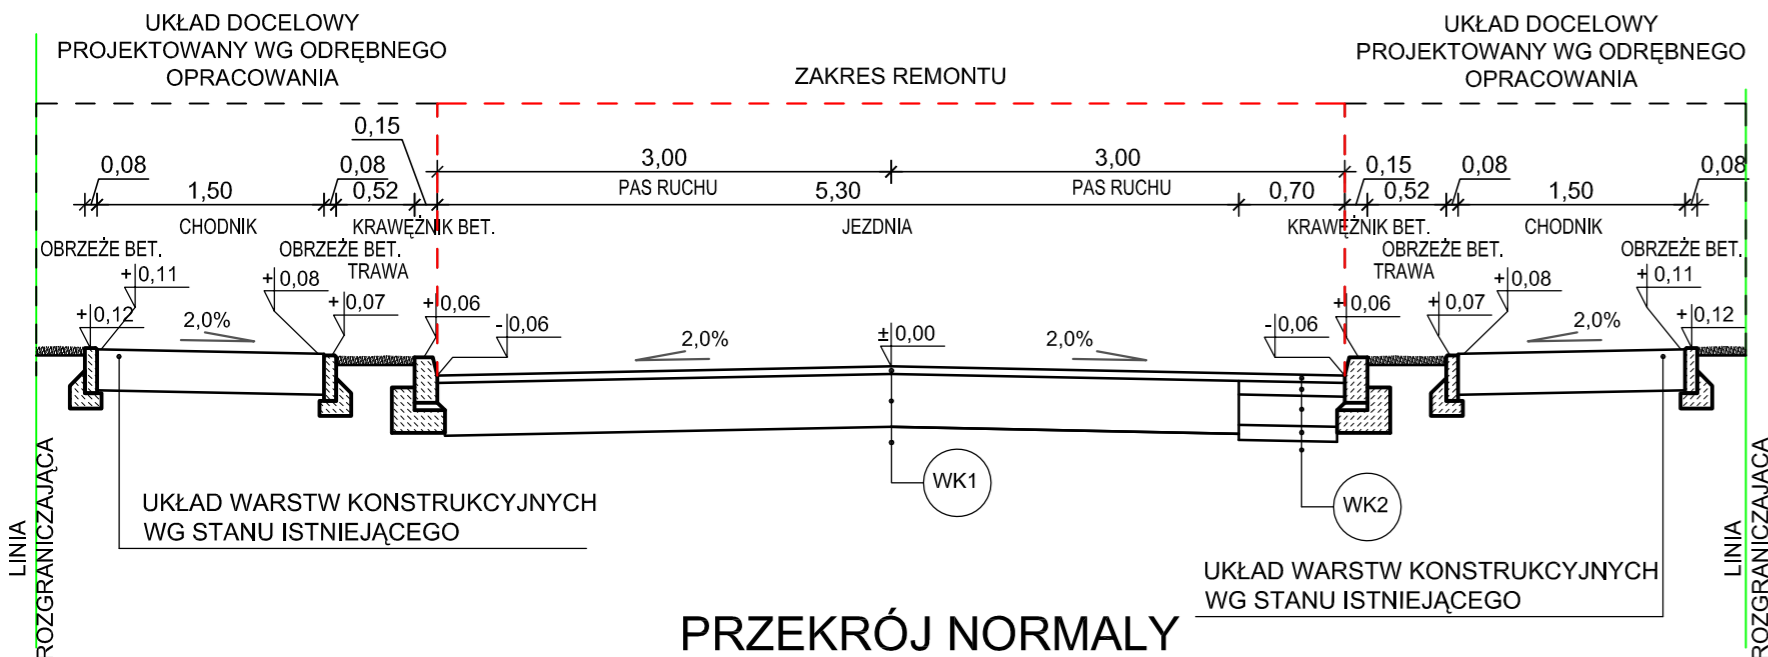 UKŁAD DOCELOWY
PROJEKTOWANY WG ODRĘBNEGO
OPRACOWANIA
ZAKRES REMONTU
UKŁAD DOCELOWY
PROJEKTOWANY WG ODRĘBNEGO
OPRACOWANIA
0,15
0,08
0,08
3,00
3,00
0,15
0,08
0,08
1,50
0,52
PAS RUCHU
5,30
PAS RUCHU
0,70
0,52
1,50
CHODNIK
KRAWĘŻNIK BET.
JEZDNIA
KRAWĘŻNIK BET.
CHODNIK
OBRZEŻE BET.
OBRZEŻE BET.
OBRZEŻE BET.
OBRZEŻE BET.
TRAWA
TRAWA
+0,11
+0,08
+0,08
+0,11
+0,12
+0,07
+0,06
+0,06
+0,07
+0,12
2,0%
-0,06
2,0%
±0,00
2,0%
-0,06
2,0%
WK1
WK2
UKŁAD WARSTW KONSTRUKCYJNYCH
WG STANU ISTNIEJĄCEGO
UKŁAD WARSTW KONSTRUKCYJNYCH
WG STANU ISTNIEJĄCEGO
LINIA
ROZGRANICZAJĄCA
LINIA
ROZGRANICZAJĄCA
PRZEKRÓJ NORMALY